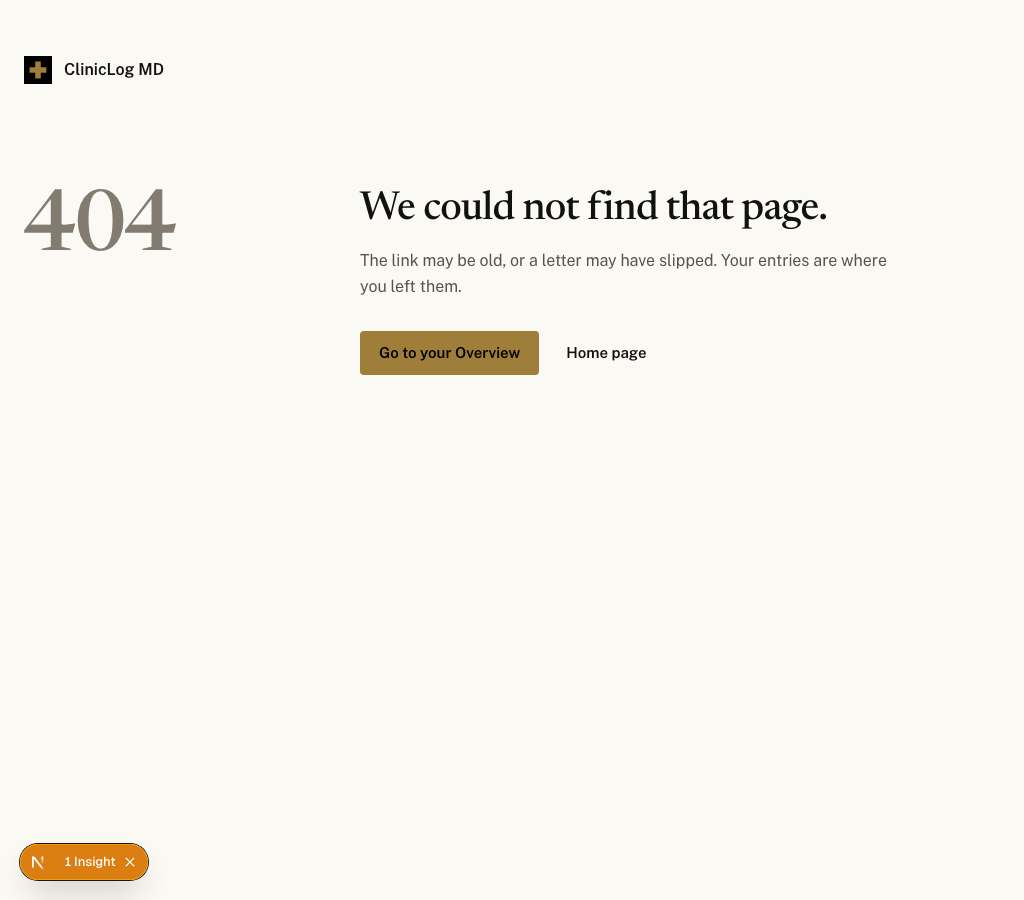 ClinicLog MD
404
We could not find that page.
The link may be old, or a letter may have slipped. Your entries are where
you left them.
Go to your Overview
Home page
1 Insight